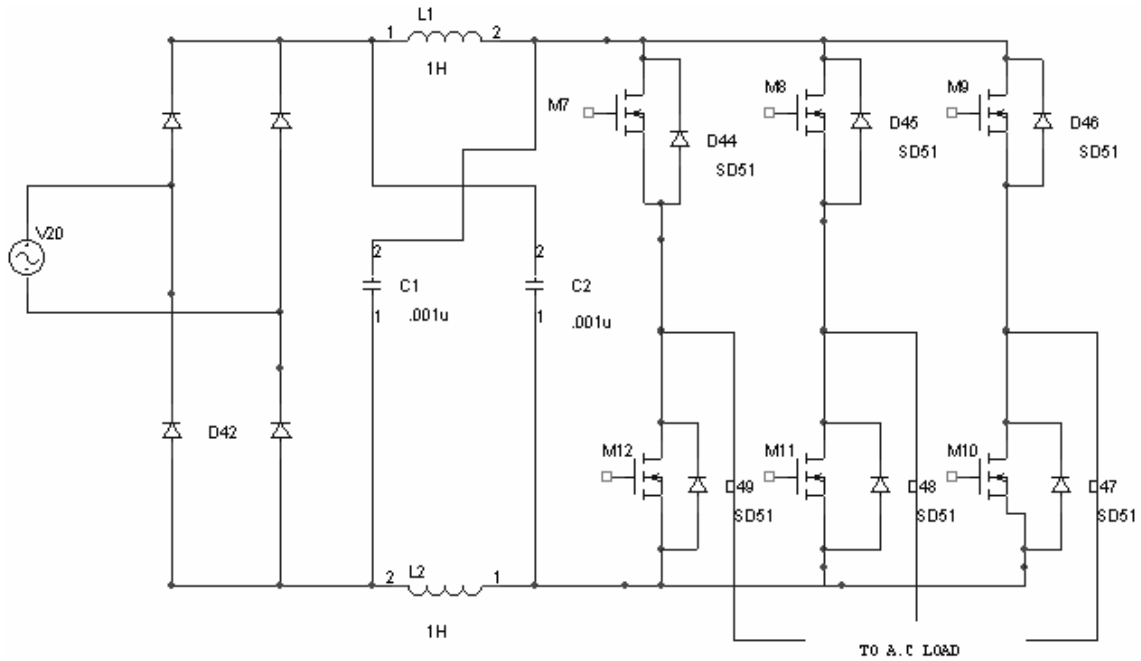 L1
1 2
1H
M7
M8
M9
D44
SD51
D45
SD51
D46
SD51
V20
2
C1
.001u
1
2
C2
.001u
1
D42
M12
M11
M10
D49
SD51
D48
SD51
D47
SD51
2 L2 1
1H
TO A.C LOAD